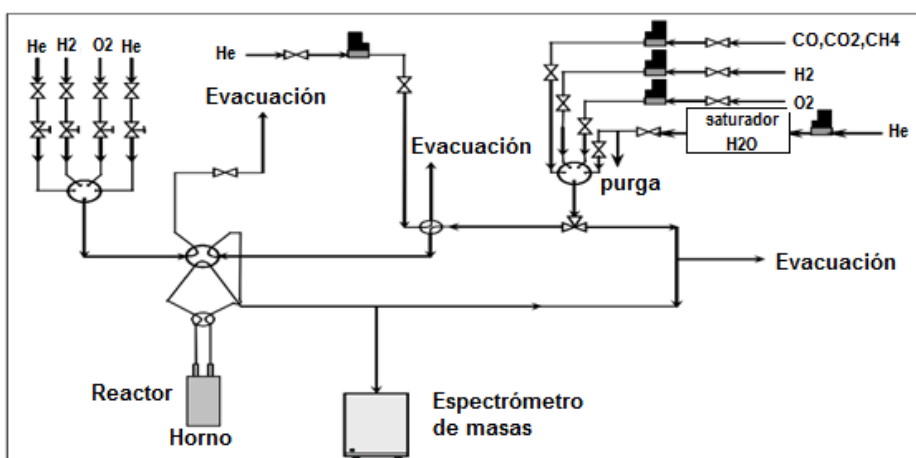 He H2 O2 He
He
CO,CO2,CH4
H2
O2
Evacuación
saturador
H2O
He
Evacuación
purga
Evacuación
Reactor
Horno
Espectrómetro
de masas